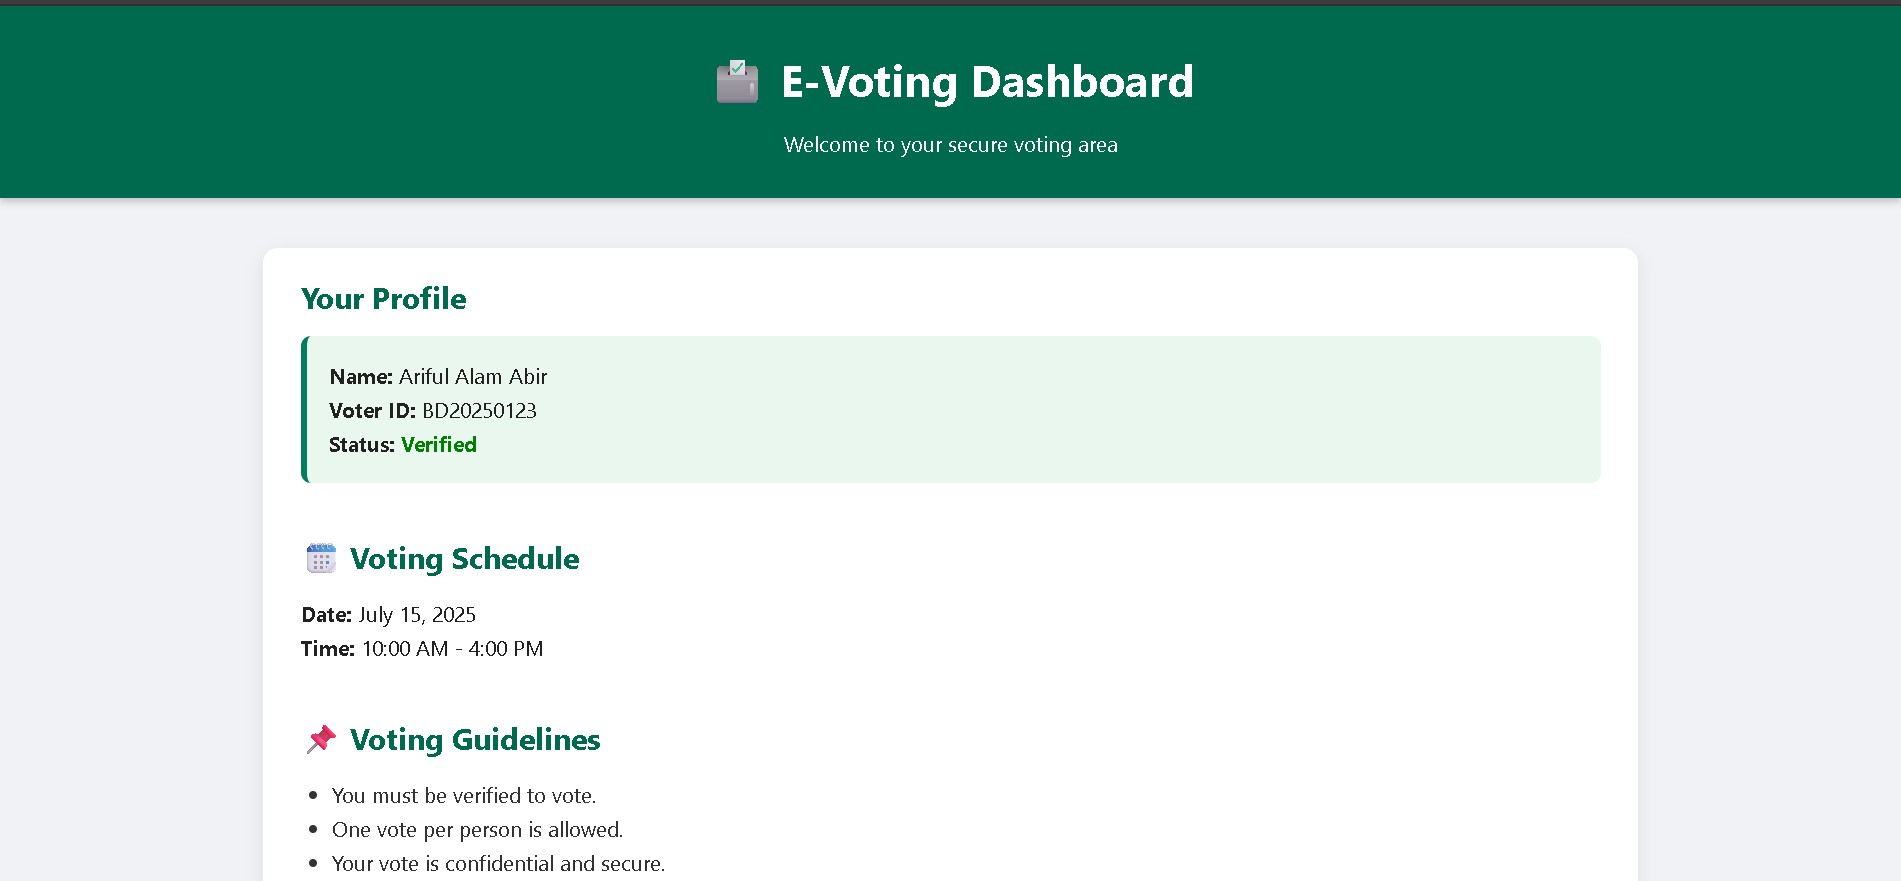 E-Voting Dashboard
Welcome to your secure voting area
Your Profile
Name: Ariful Alam Abir
Voter ID: BD20250123
Status: Verified
Voting Schedule
Date: July 15, 2025
Time: 10:00 AM - 4:00 PM
Voting Guidelines
You must be verified to vote.
One vote per person is allowed.
Your vote is confidential and secure.